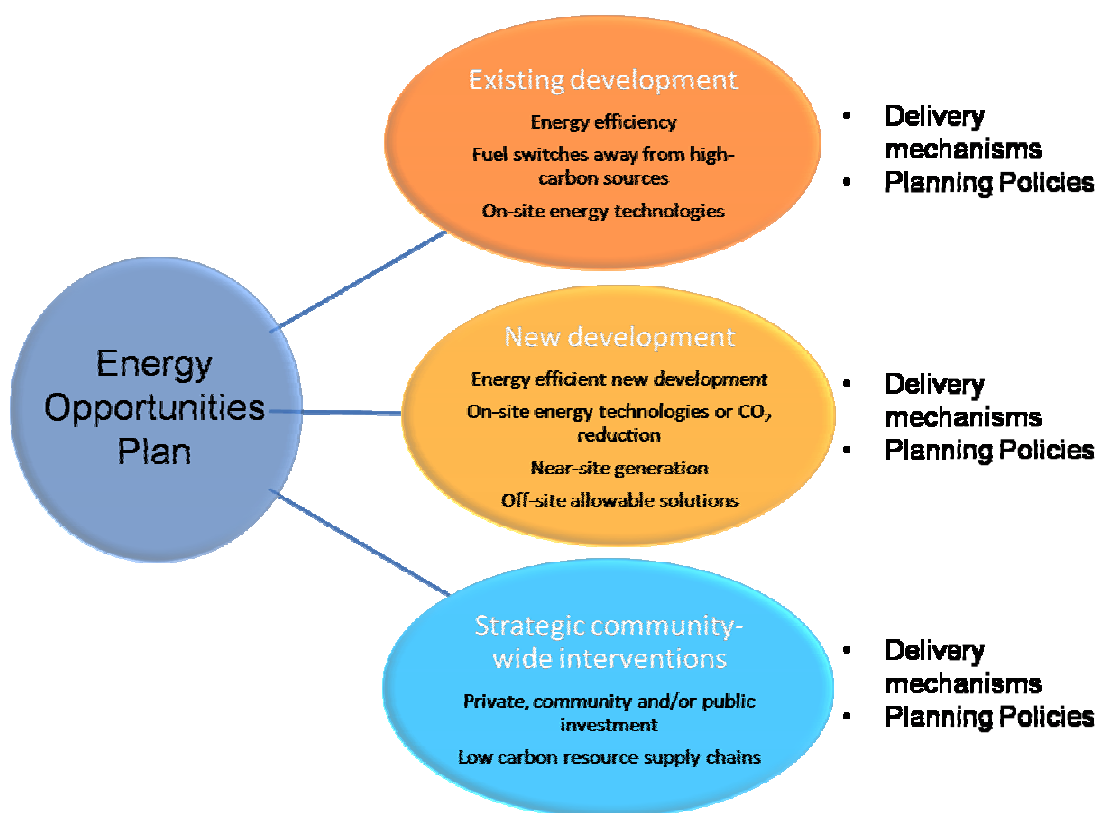 Energy
Opportunities
Plan
Existing development
Energy efficiency
Fuel switches away from high-
carbon sources
On-site energy technologies
• Delivery
mechanisms
• Planning Policies
New development
Energy efficient new development
On-site energy technologies or CO₂
reduction
Near-site generation
Off-site allowable solutions
• Delivery
mechanisms
• Planning Policies
Strategic community-
wide interventions
Private, community and/or public
investment
Low carbon resource supply chains
• Delivery
mechanisms
• Planning Policies